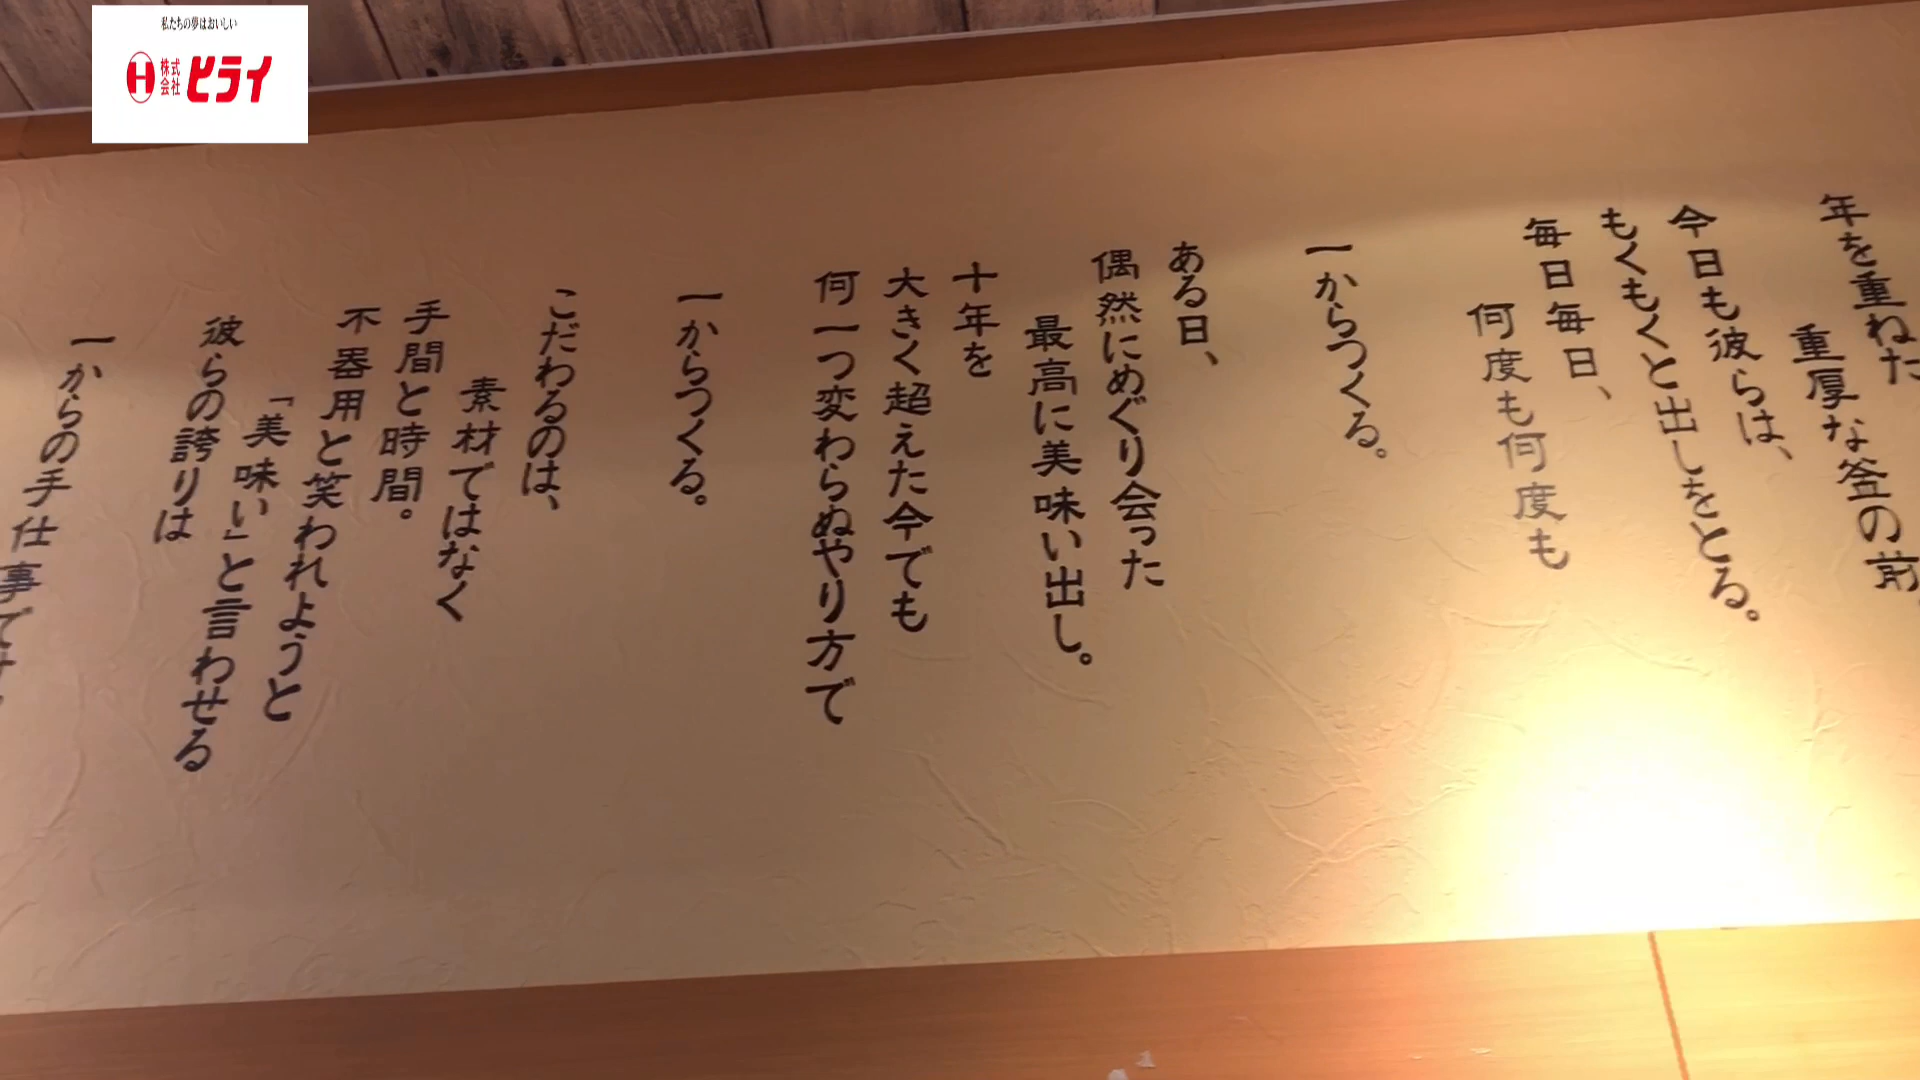 私たちの夢はおいしい
株式会社ヒライ
年を重ねた
重厚な釜の前
今日も彼らは、
もくもくと出しをとる。
毎日毎日、
何度も何度も
一からつくる。
ある日、
偶然にめぐり会った
最高に美味い出し。
十年を
大きく超えた今でも
何一つ変わらぬやり方で
一からつくる。
こだわるのは、
素材ではなく
手間と時間。
不器用と笑われようと
「美味い」と言わせる
彼らの誇りは
一からの手仕事で